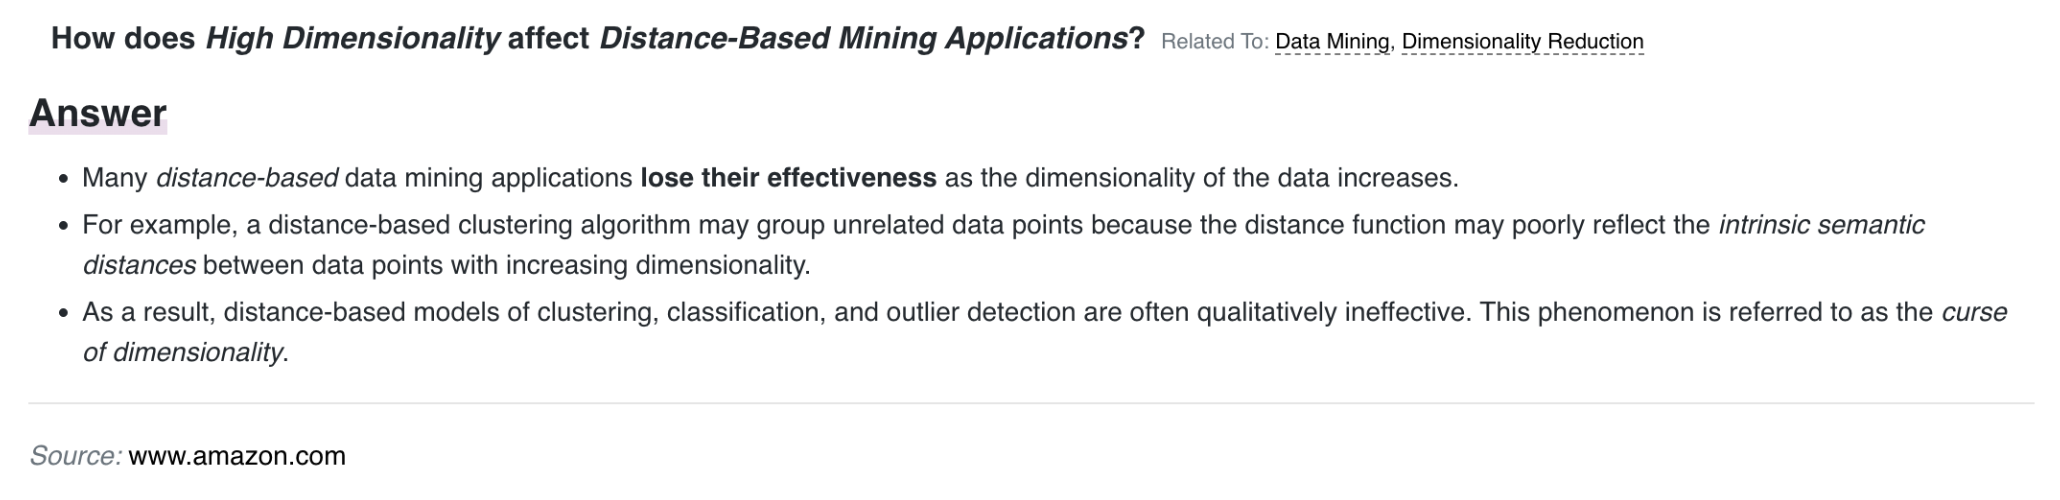 How does High Dimensionality affect Distance-Based Mining Applications? Related To: Data Mining, Dimensionality Reduction
Answer
• Many distance-based data mining applications lose their effectiveness as the dimensionality of the data increases.
• For example, a distance-based clustering algorithm may group unrelated data points because the distance function may poorly reflect the intrinsic semantic
distances between data points with increasing dimensionality.
• As a result, distance-based models of clustering, classification, and outlier detection are often qualitatively ineffective. This phenomenon is referred to as the curse
of dimensionality.
Source: www.amazon.com